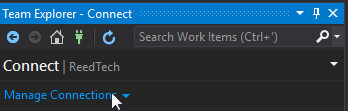 Team Explorer - Connect
Search Work Items (Ctrl+')
Connect | ReedTech
Manage Connections